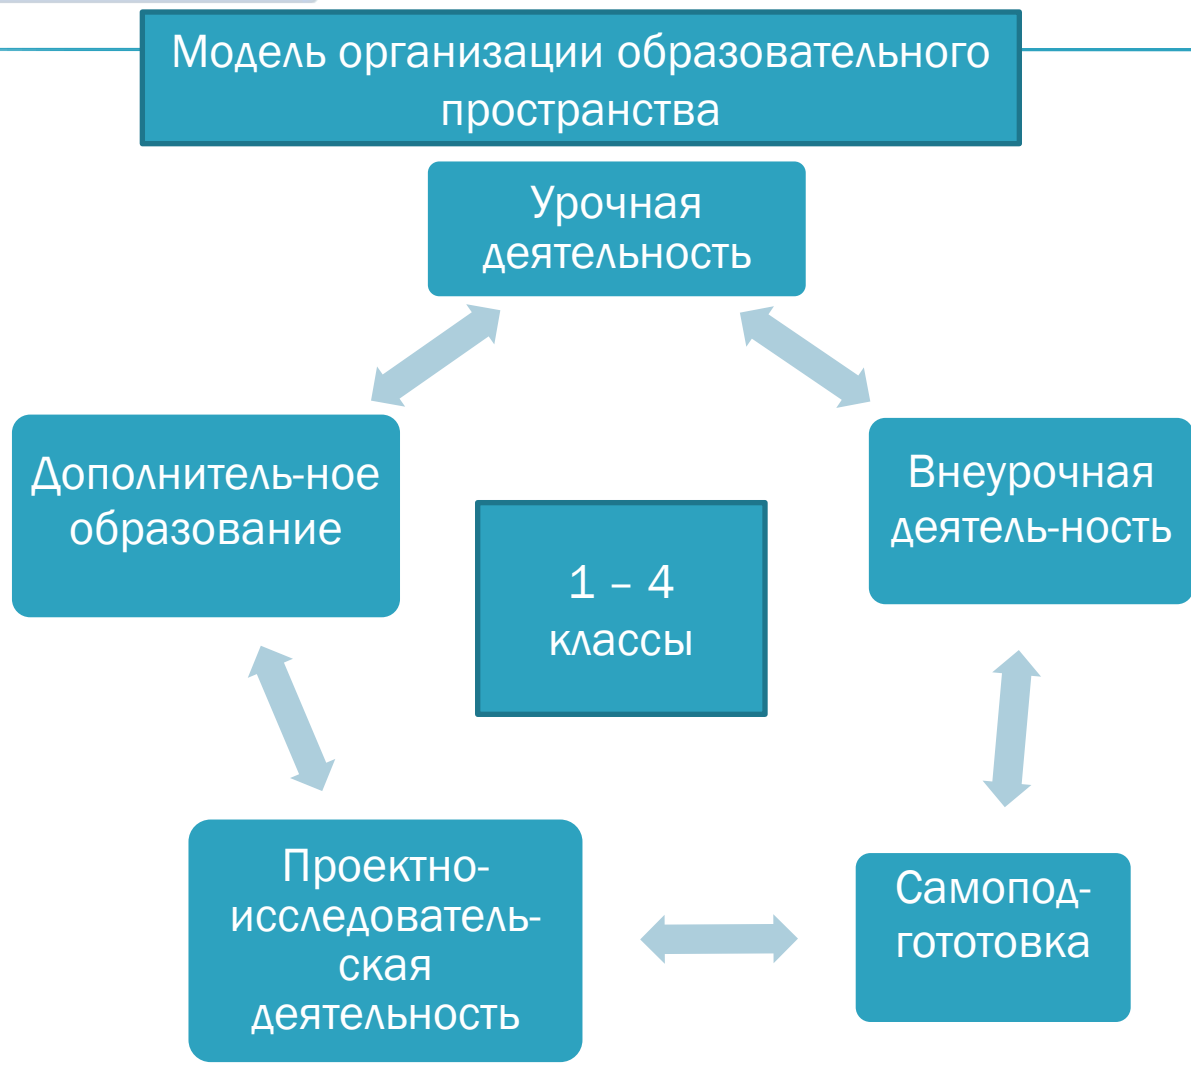 Модель организации образовательного
пространства
Урочная
деятельность
Дополнитель-ное
образование
Внеурочная
деятель-ность
1 – 4
классы
Проектно-
исследователь-
ская
деятельность
Самопод-
гототовка